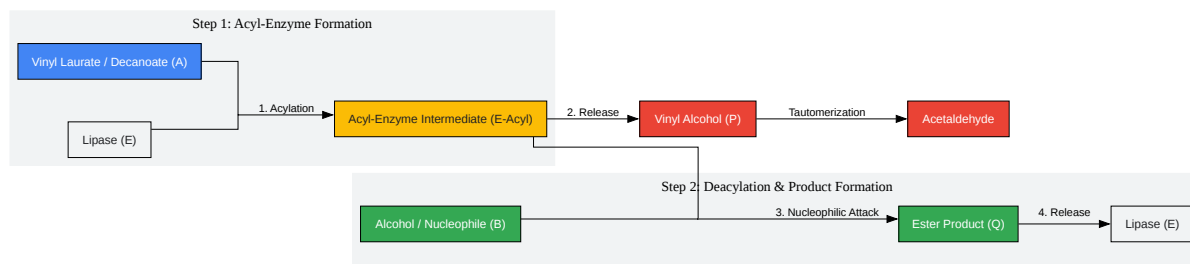 Step 1: Acyl-Enzyme Formation
Vinyl Laurate / Decanoate (A)
1. Acylation
Lipase (E)
Acyl-Enzyme Intermediate (E-Acyl)
2. Release
Vinyl Alcohol (P)
Tautomerization
Acetaldehyde
Step 2: Deacylation & Product Formation
Alcohol / Nucleophile (B)
3. Nucleophilic Attack
Ester Product (Q)
4. Release
Lipase (E)